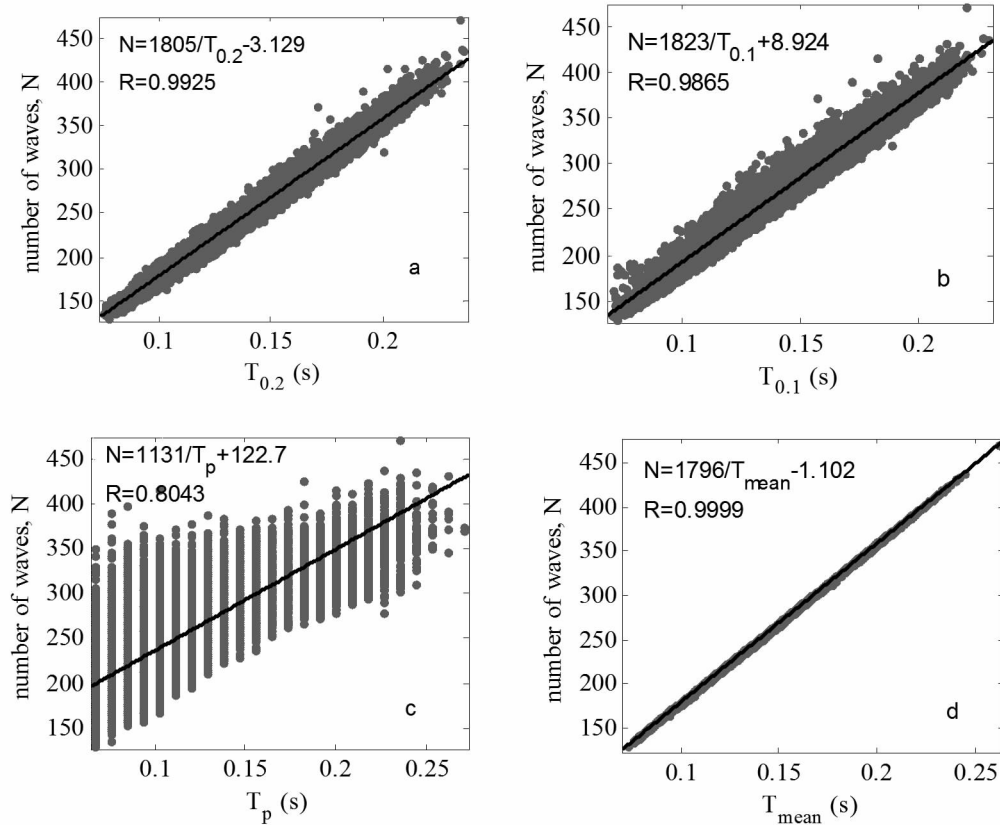 N=1805/T0.2-3.129
R=0.9925
450
400
350
300
250
200
150
number of waves, N
a
0.1 0.15 0.2
T0.2 (s)
N=1823/T0.1+8.924
R=0.9865
450
400
350
300
250
200
150
number of waves, N
b
0.1 0.15 0.2
T0.1 (s)
N=1131/Tp+122.7
R=0.8043
450
400
350
300
250
200
150
number of waves, N
c
0.1 0.15 0.2 0.25
Tp (s)
N=1796/Tmean-1.102
R=0.9999
450
400
350
300
250
200
150
number of waves, N
d
0.1 0.15 0.2 0.25
Tmean (s)